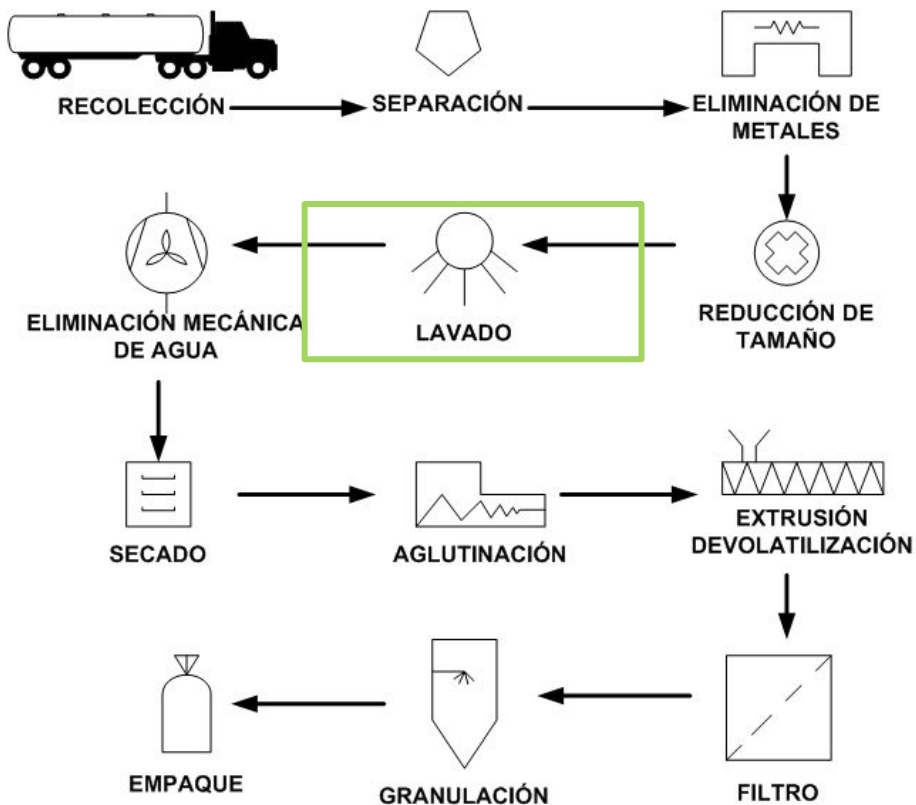 RECOLECCIÓN
SEPARACIÓN
ELIMINACIÓN DE
METALES
REDUCCIÓN DE
TAMAÑO
LAVADO
ELIMINACIÓN MECÁNICA
DE AGUA
SECADO
AGLUTINACIÓN
EXTRUSIÓN
DEVOLATILIZACIÓN
FILTRO
GRANULACIÓN
EMPAQUE